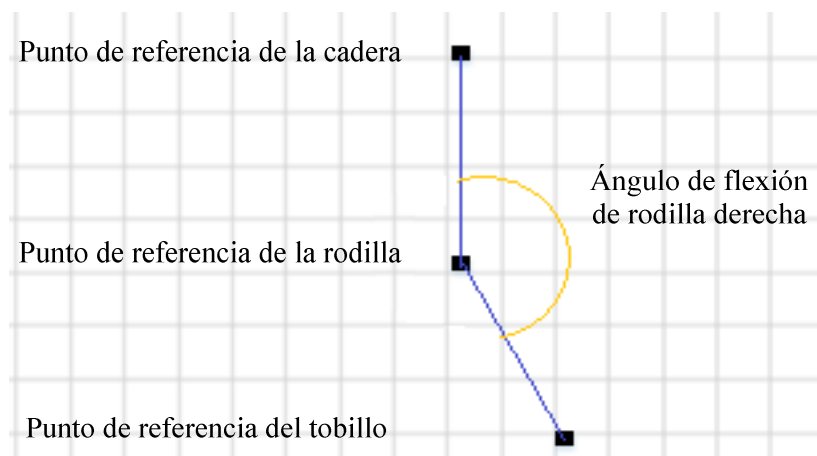 Punto de referencia de la cadera
Ángulo de flexión
de rodilla derecha
Punto de referencia de la rodilla
Punto de referencia del tobillo